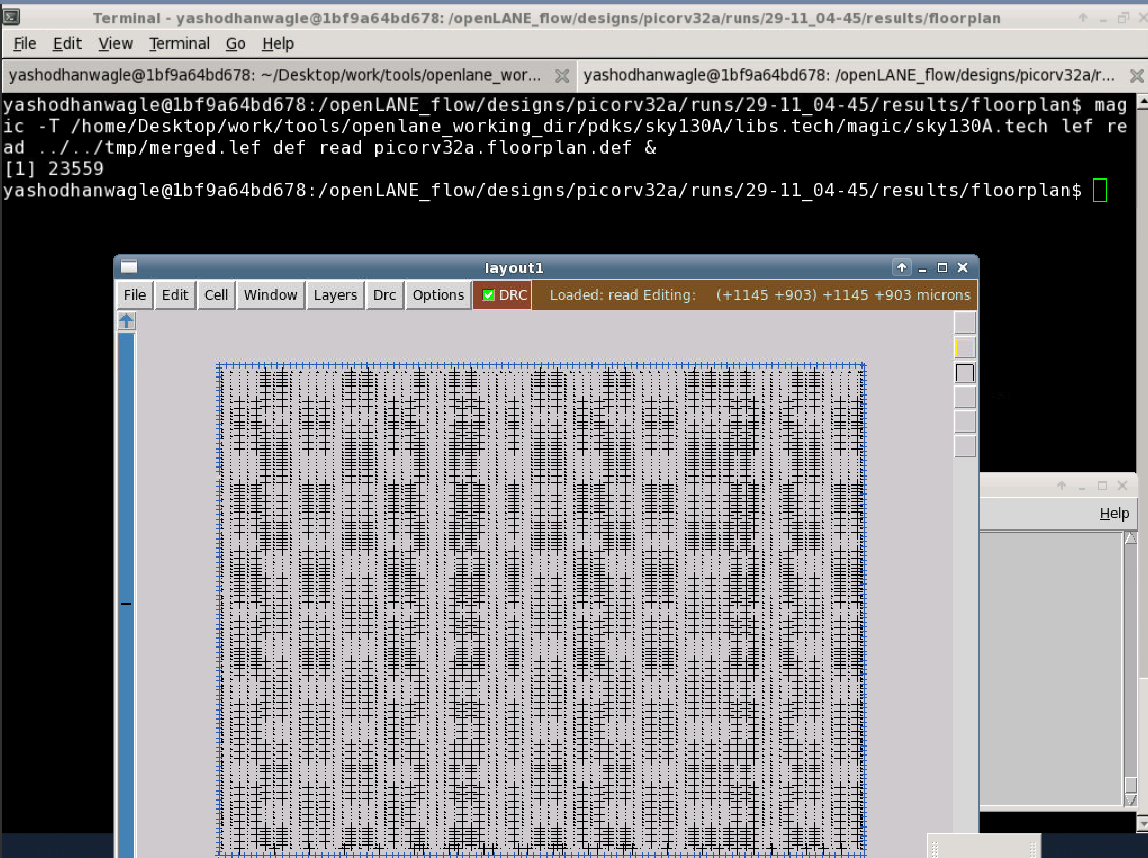 Terminal - yashodhanwagle@1bf9a64bd678: /openLANE_flow/designs/picorv32a/runs/29-11_04-45/results/floorplan
File Edit View Terminal Go Help
yashodhanwagle@1bf9a64bd678: ~/Desktop/work/tools/openlane_wor... yashodhanwagle@1bf9a64bd678: /openLANE_flow/designs/picorv32a/r...
yashodhanwagle@1bf9a64bd678:/openLANE_flow/designs/picorv32a/runs/29-11_04-45/results/floorplan$ mag
ic -T /home/Desktop/work/tools/openlane_working_dir/pdks/sky130A/libs.tech/magic/sky130A.tech lef re
ad ../../tmp/merged.lef def read picorv32a.floorplan.def &
[1] 23559
yashodhanwagle@1bf9a64bd678:/openLANE_flow/designs/picorv32a/runs/29-11_04-45/results/floorplan$
layout1
File Edit Cell Window Layers Drc Options DRC Loaded: read Editing: (+1145 +903) +1145 +903 microns
Help